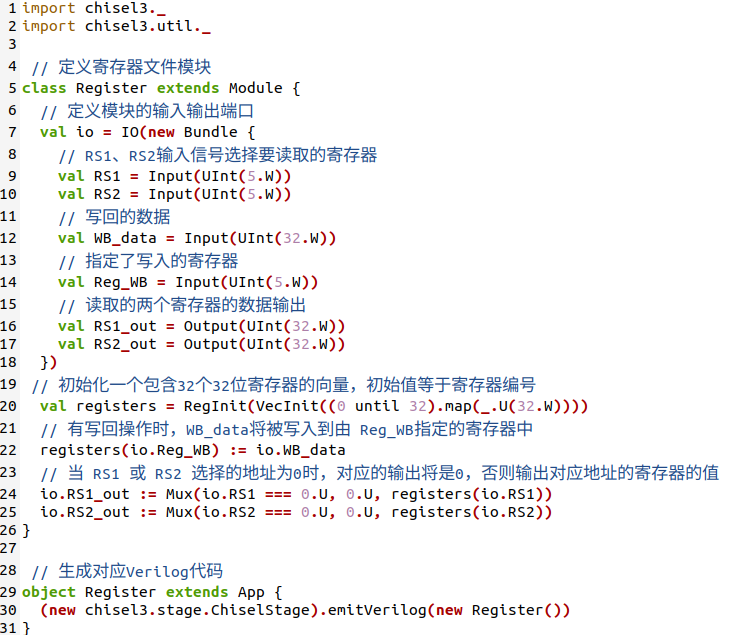 1 import chisel3._
2 import chisel3.util._
3
4 // 定义寄存器文件模块
5 class Register extends Module {
6 // 定义模块的输入输出端口
7 val io = IO(new Bundle {
8 // RS1、RS2输入信号选择要读取的寄存器
9 val RS1 = Input(UInt(5.W))
10 val RS2 = Input(UInt(5.W))
11 // 写回的数据
12 val WB_data = Input(UInt(32.W))
13 // 指定了写入的寄存器
14 val Reg_WB = Input(UInt(5.W))
15 // 读取的两个寄存器的数据输出
16 val RS1_out = Output(UInt(32.W))
17 val RS2_out = Output(UInt(32.W))
18 })
19 // 初始化一个包含32个32位寄存器的向量，初始值等于寄存器编号
20 val registers = RegInit(VecInit((0 until 32).map(_.U(32.W))))
21 // 有写回操作时，WB_data将被写入到由 Reg_WB指定的寄存器中
22 registers(io.Reg_WB) := io.WB_data
23 // 当 RS1 或 RS2 选择的地址为0时，对应的输出将是0，否则输出对应地址的寄存器的值
24 io.RS1_out := Mux(io.RS1 === 0.U, 0.U, registers(io.RS1))
25 io.RS2_out := Mux(io.RS2 === 0.U, 0.U, registers(io.RS2))
26 }
27
28 // 生成对应Verilog代码
29 object Register extends App {
30 (new chisel3.stage.ChiselStage).emitVerilog(new Register())
31 }